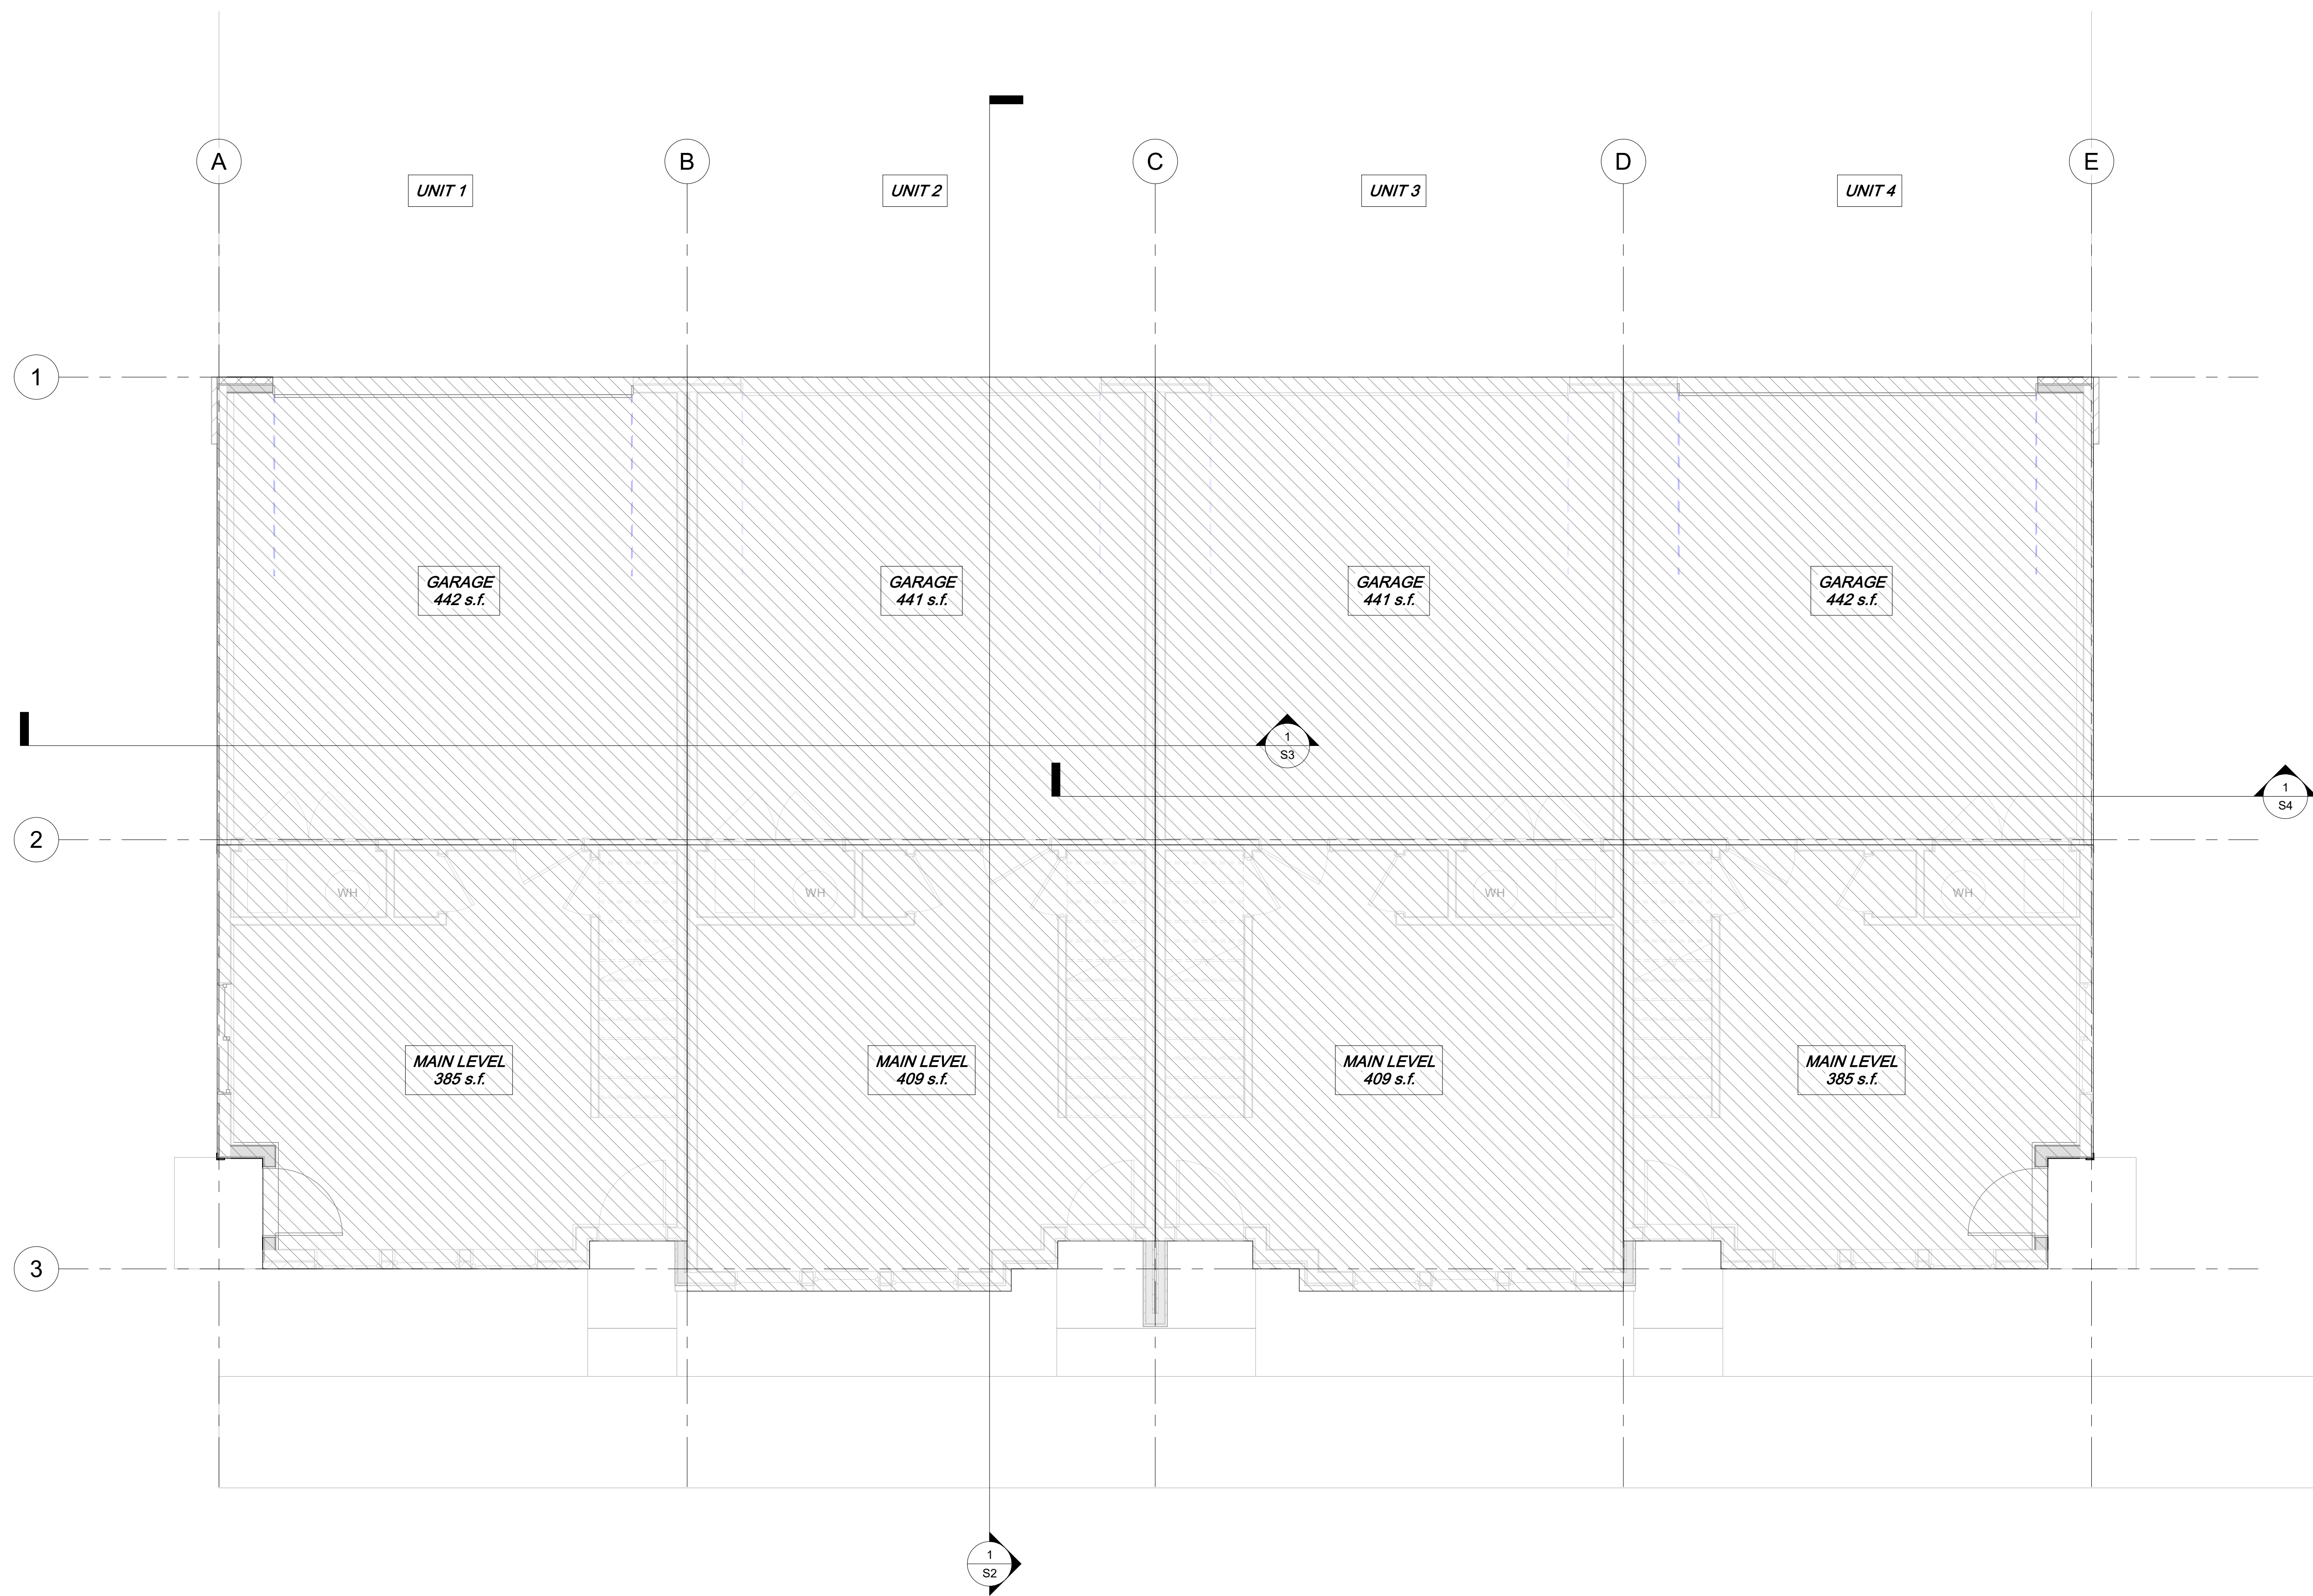 A
B
C
D
E
UNIT 1
UNIT 2
UNIT 3
UNIT 4
1
GARAGE
442 s.f.
GARAGE
441 s.f.
GARAGE
441 s.f.
GARAGE
442 s.f.
1
S3
1
S4
2
WH
WH
WH
WH
MAIN LEVEL
385 s.f.
MAIN LEVEL
409 s.f.
MAIN LEVEL
409 s.f.
MAIN LEVEL
385 s.f.
3
1
S2